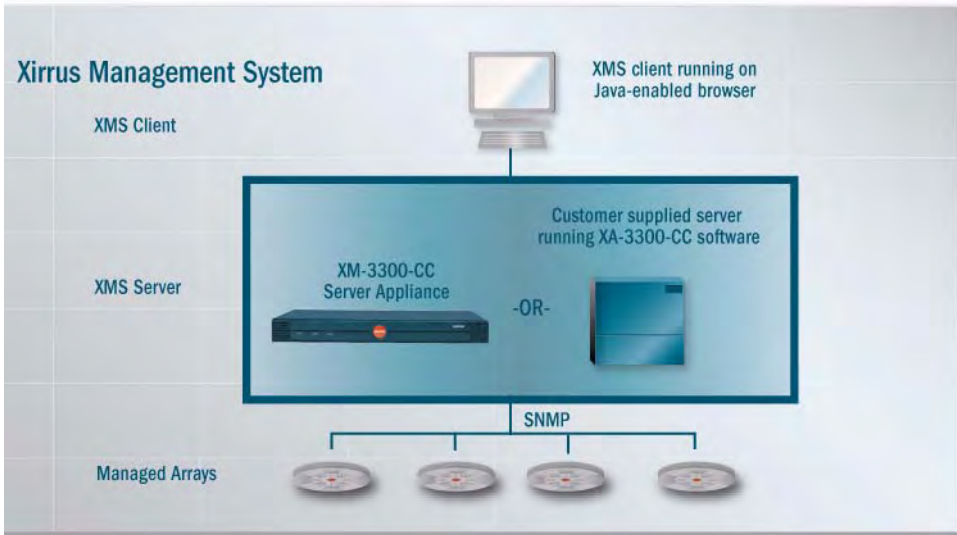 Xirrus Management System
XMS client running on
Java-enabled browser
XMS Client
Customer supplied server
running XA-3300-CC software
XM-3300-CC
Server Appliance
XMS Server
-OR-
SNMP
Managed Arrays